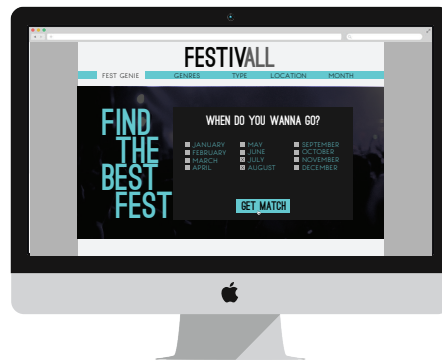 FESTIVALL
FEST GENIE GENRES TYPE LOCATION MONTH
FIND
THE
BEST
FEST
WHEN DO YOU WANNA GO?
JANUARY MAY SEPTEMBER
FEBRUARY JUNE OCTOBER
MARCH JULY NOVEMBER
APRIL AUGUST DECEMBER
GET MATCH